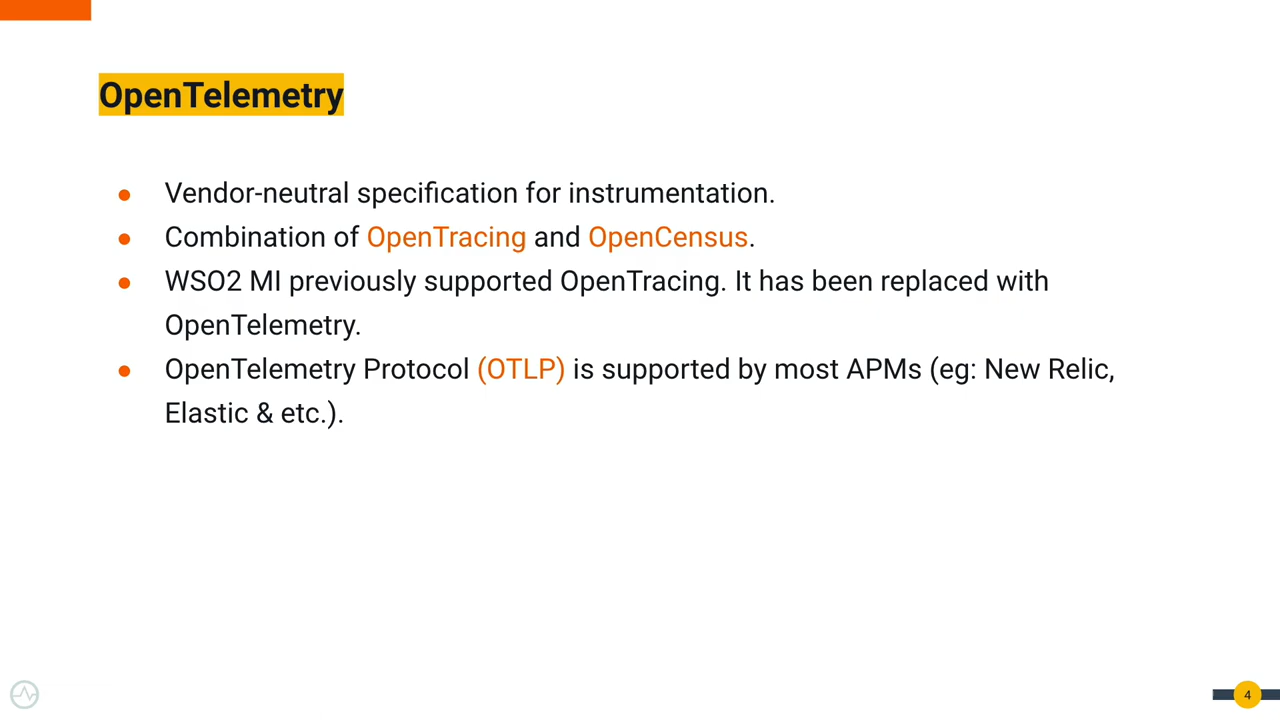 OpenTelemetry
● Vendor-neutral specification for instrumentation.
● Combination of OpenTracing and OpenCensus.
● WSO2 MI previously supported OpenTracing. It has been replaced with
OpenTelemetry.
● OpenTelemetry Protocol (OTLP) is supported by most APMs (eg: New Relic,
Elastic & etc.).
4